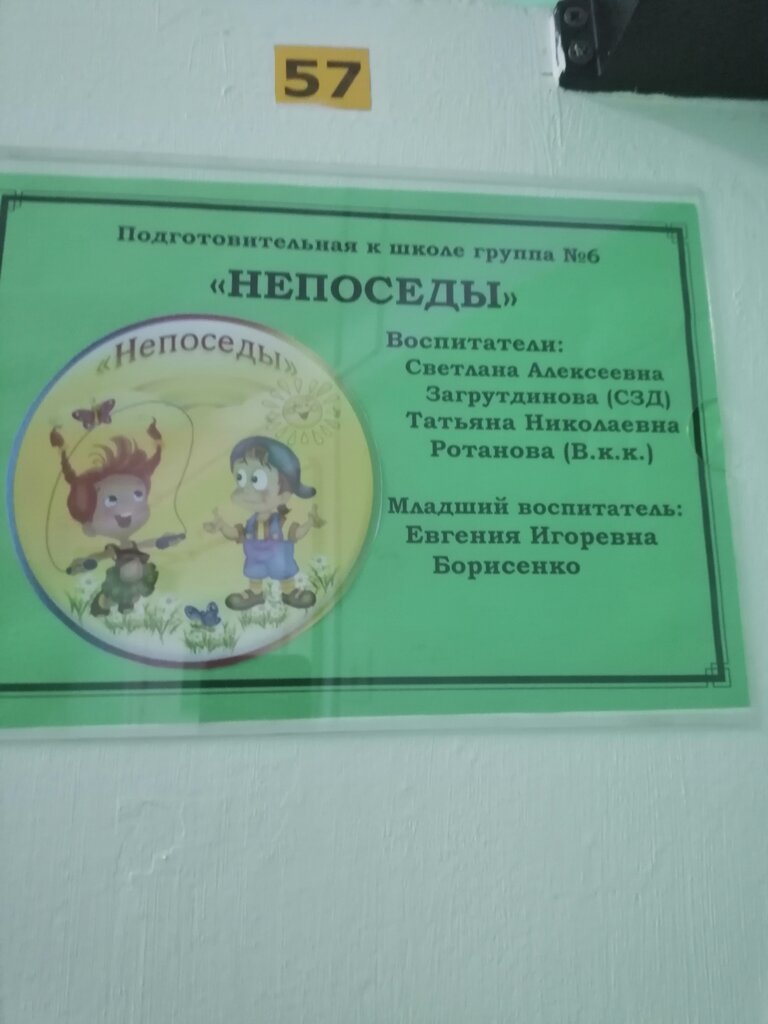 57
Подготовительная к школе группа №6
«НЕПОСЕДЫ»
«Непоседы»
Воспитатели:
Светлана Алексеевна
Загрутдинова (СЗД)
Татьяна Николаевна
Ротанова (В.к.к.)
Младший воспитатель:
Евгения Игоревна
Борисенко